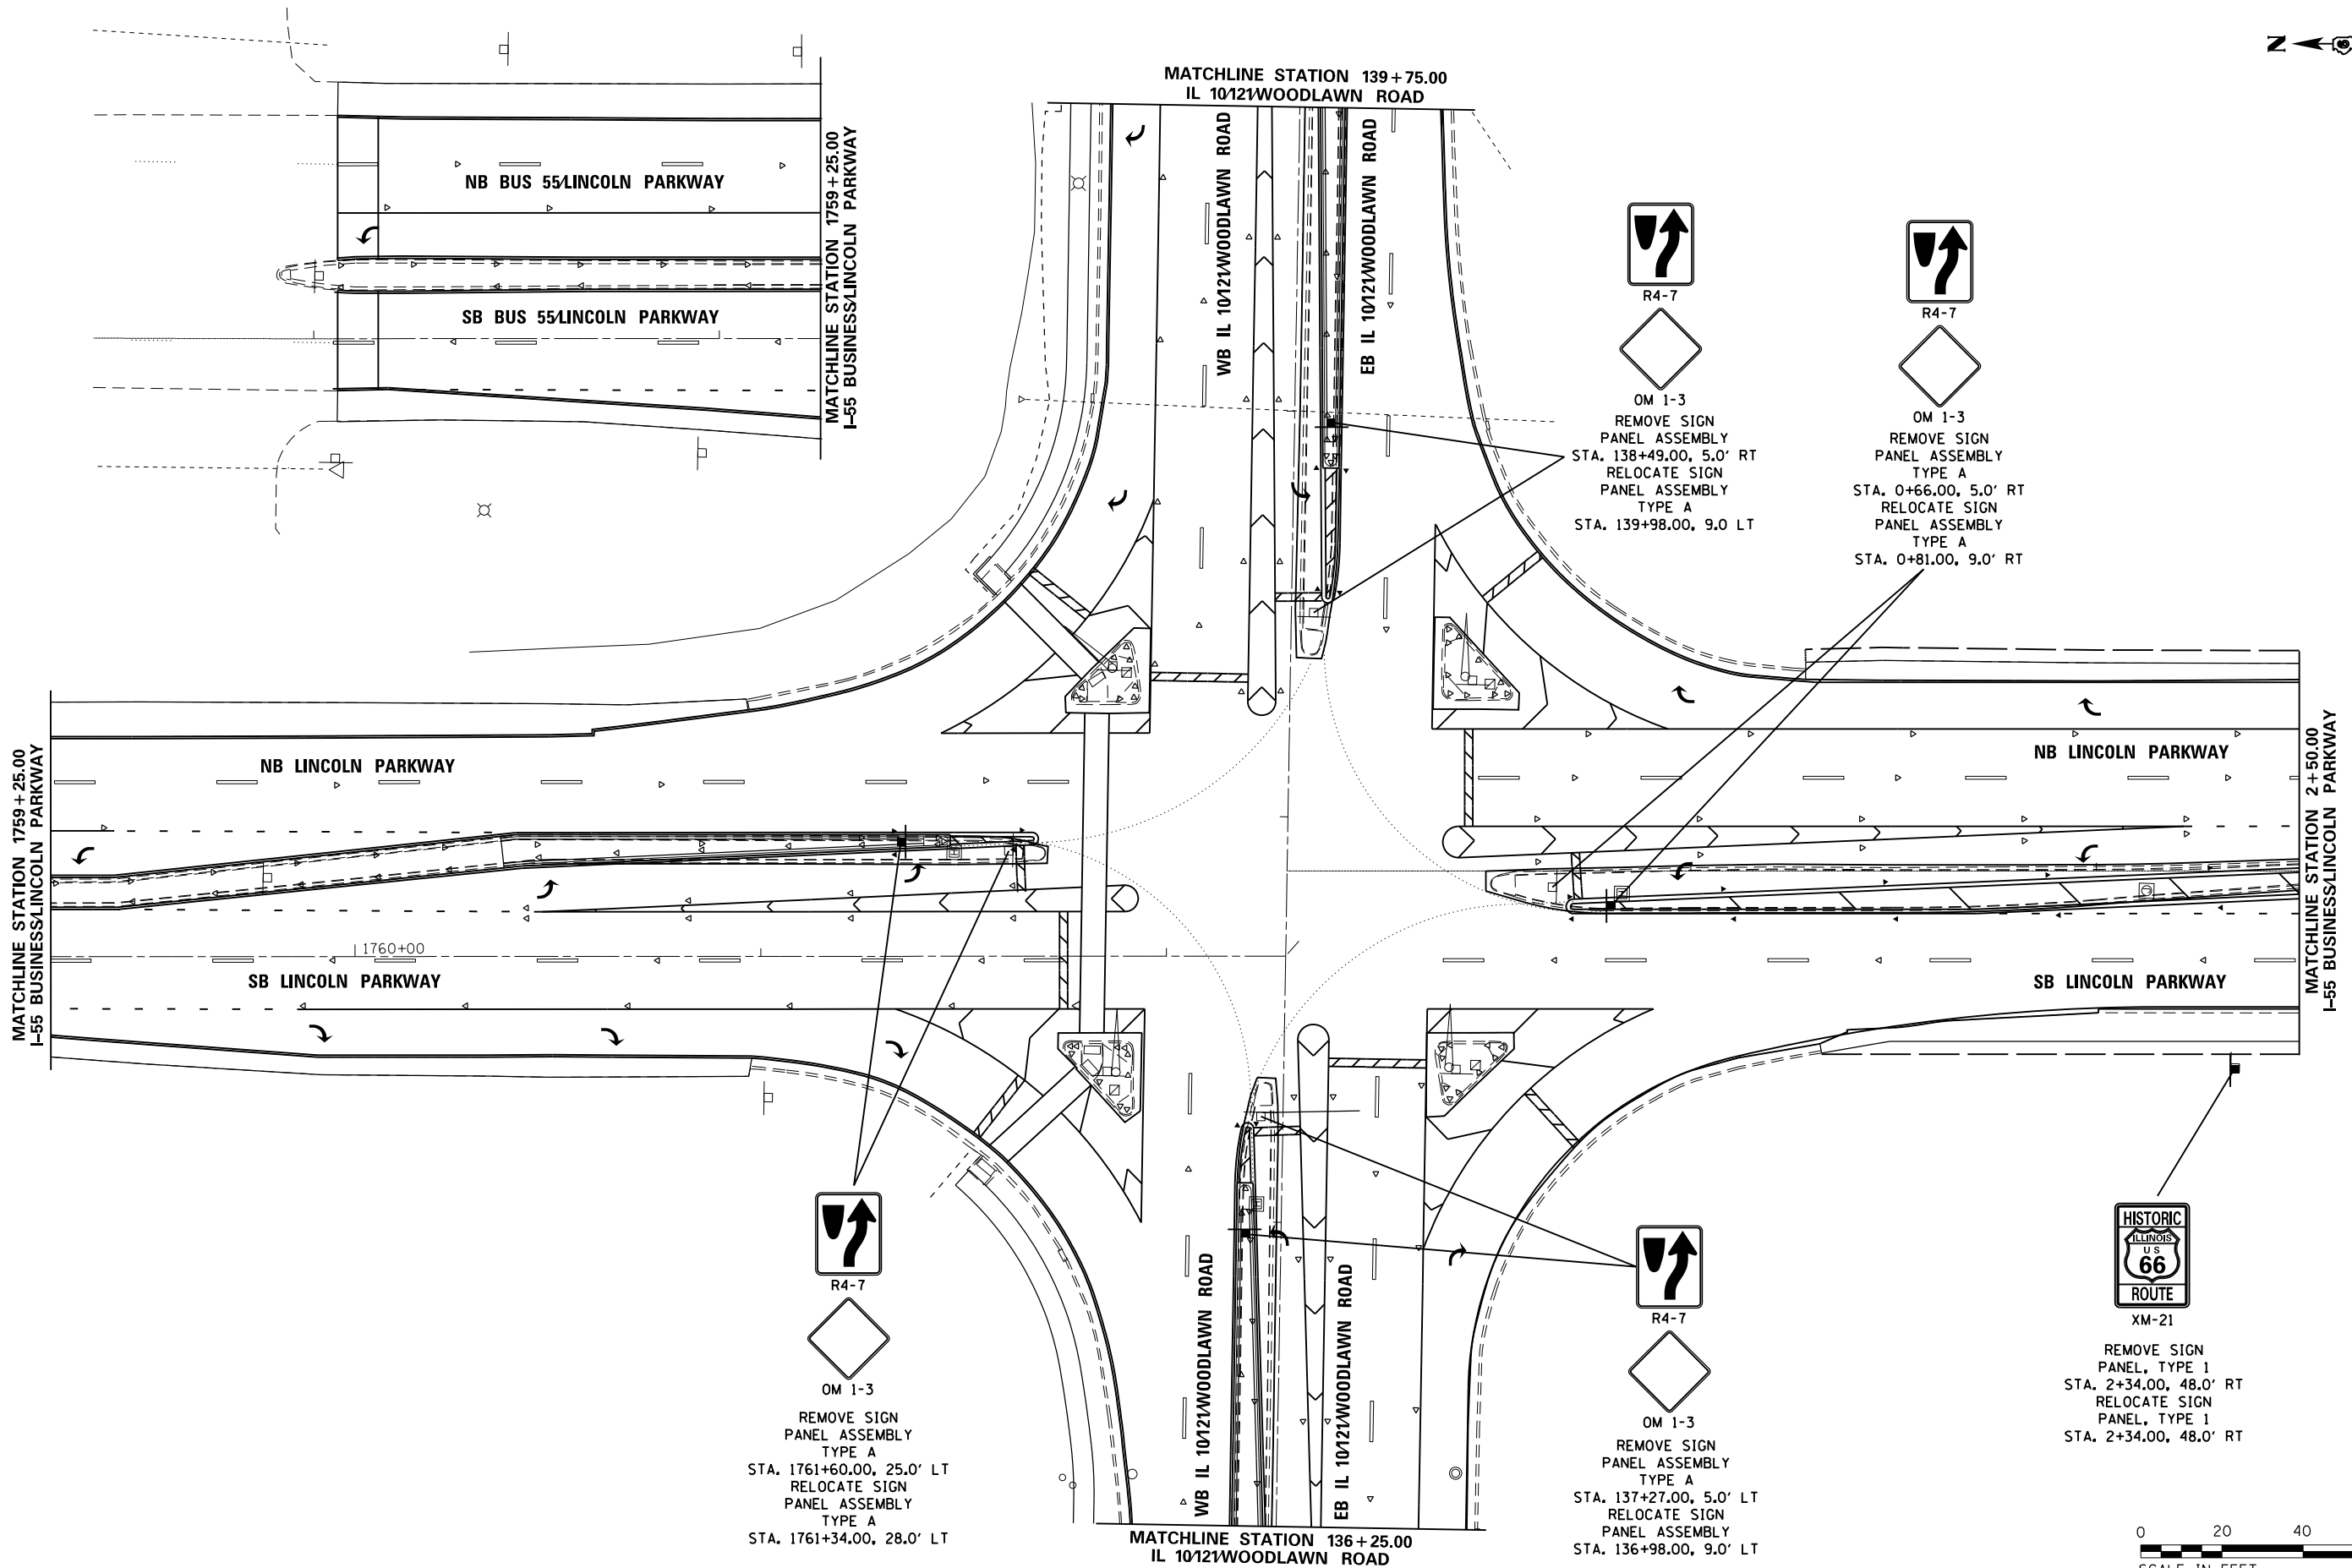 N
MATCHLINE STATION 139+75.00
IL 10/121/WOODLAWN ROAD
NB BUS 55/LINCOLN PARKWAY
SB BUS 55/LINCOLN PARKWAY
MATCHLINE STATION 1759+25.00
I-55 BUSINESS/LINCOLN PARKWAY
WB IL 10/121/WOODLAWN ROAD
EB IL 10/121/WOODLAWN ROAD
R4-7
OM 1-3
REMOVE SIGN
PANEL ASSEMBLY
STA. 138+49.00, 5.0' RT
RELOCATE SIGN
PANEL ASSEMBLY
TYPE A
STA. 139+98.00, 9.0 LT
R4-7
OM 1-3
REMOVE SIGN
PANEL ASSEMBLY
TYPE A
STA. 0+66.00, 5.0' RT
RELOCATE SIGN
PANEL ASSEMBLY
TYPE A
STA. 0+81.00, 9.0' RT
MATCHLINE STATION 1759+25.00
I-55 BUSINESS/LINCOLN PARKWAY
NB LINCOLN PARKWAY
1760+00
SB LINCOLN PARKWAY
NB LINCOLN PARKWAY
SB LINCOLN PARKWAY
MATCHLINE STATION 2+50.00
I-55 BUSINESS/LINCOLN PARKWAY
R4-7
OM 1-3
REMOVE SIGN
PANEL ASSEMBLY
TYPE A
STA. 1761+60.00, 25.0' LT
RELOCATE SIGN
PANEL ASSEMBLY
TYPE A
STA. 1761+34.00, 28.0' LT
WB IL 10/121/WOODLAWN ROAD
EB IL 10/121/WOODLAWN ROAD
R4-7
OM 1-3
REMOVE SIGN
PANEL ASSEMBLY
TYPE A
STA. 137+27.00, 5.0' LT
RELOCATE SIGN
PANEL ASSEMBLY
STA. 136+98.00, 9.0' LT
HISTORIC
ILLINOIS
US
66
ROUTE
XM-21
REMOVE SIGN
PANEL, TYPE 1
STA. 2+34.00, 48.0' RT
RELOCATE SIGN
PANEL, TYPE 1
STA. 2+34.00, 48.0' RT
MATCHLINE STATION 136+25.00
IL 10/121/WOODLAWN ROAD
0 20 40
SCALE IN FEET